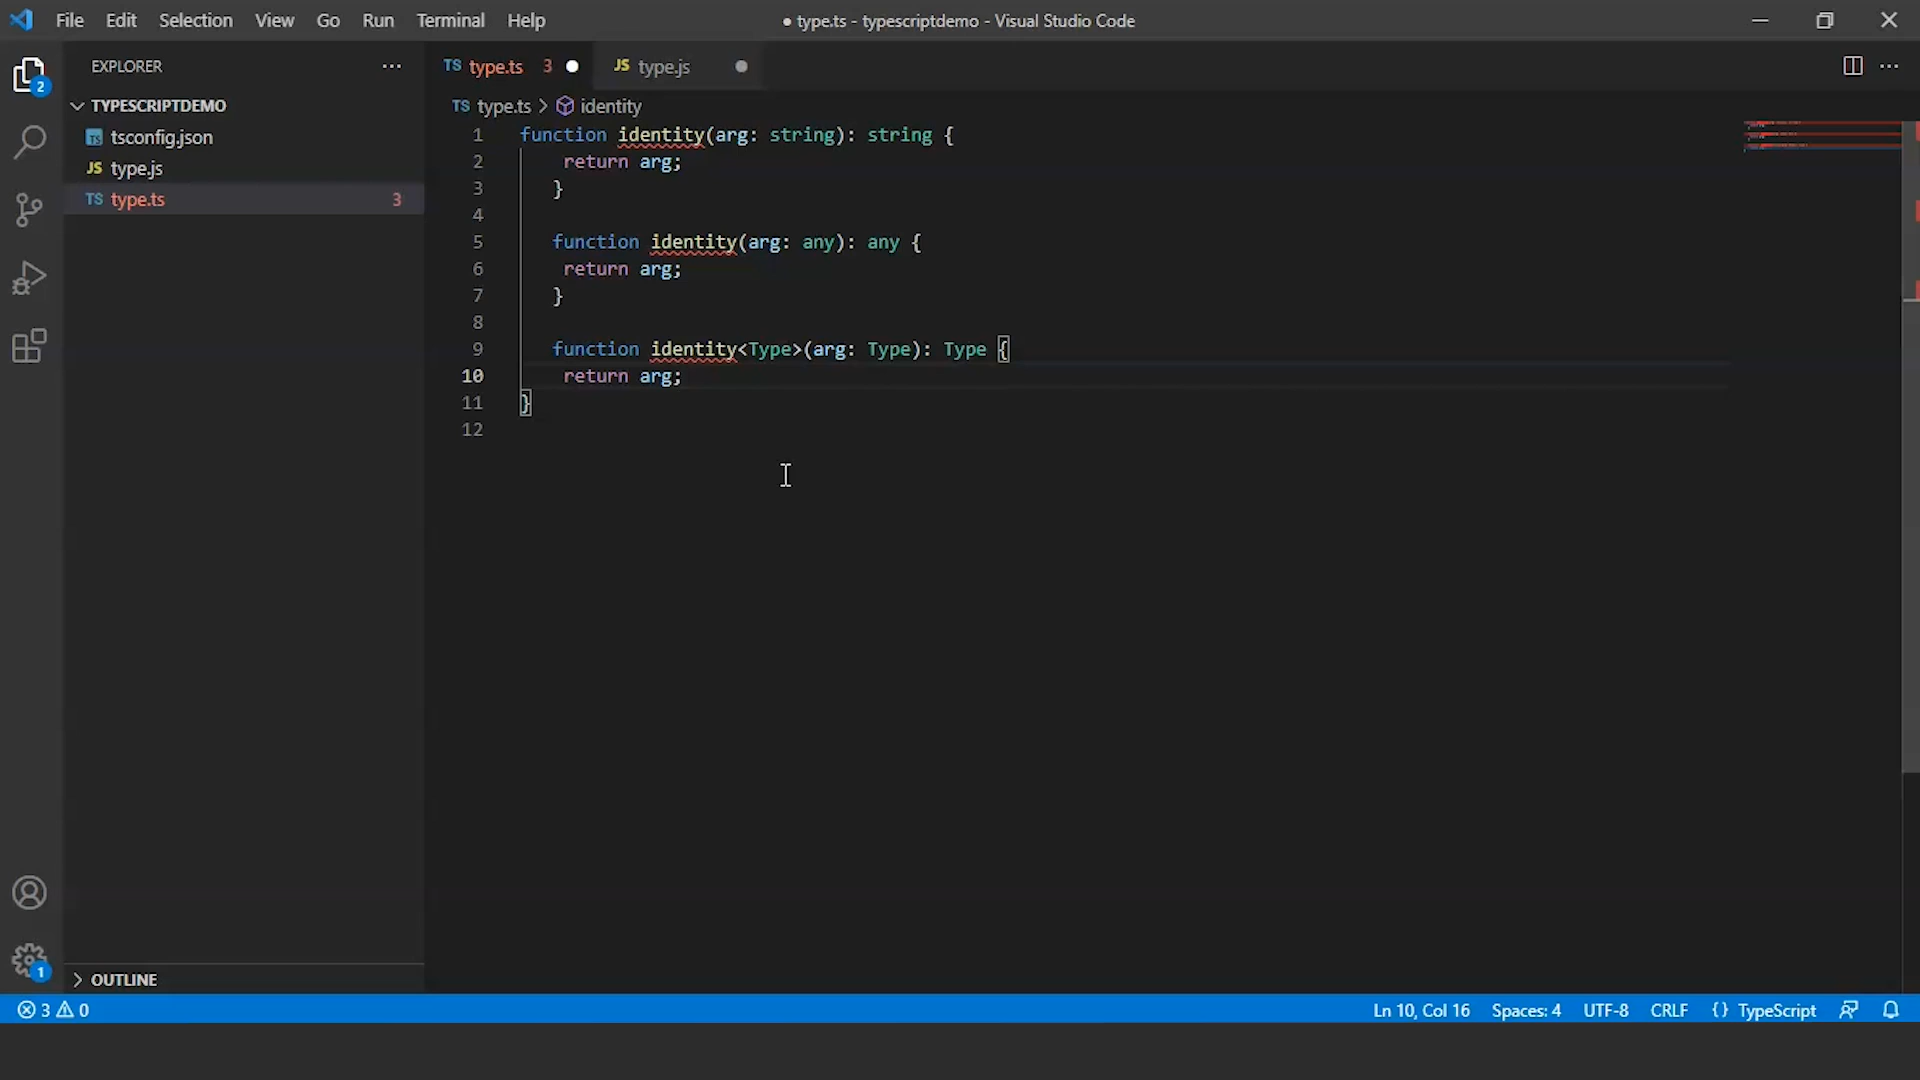 File Edit Selection View Go Run Terminal Help
● type.ts - typescriptdemo - Visual Studio Code
EXPLORER ···
TS type.ts 3 ●
JS type.js ●
2
TYPESCRIPTDEMO
tsconfig.json
JS type.js
TS type.ts 3
TS type.ts > identity
1 function identity(arg: string): string {
2 return arg;
3 }
4
5 function identity(arg: any): any {
6 return arg;
7 }
8
9 function identity<Type>(arg: Type): Type {
10 return arg;
11 }
12
1
OUTLINE
3 0
Ln 10, Col 16 Spaces: 4 UTF-8 CRLF {} TypeScript